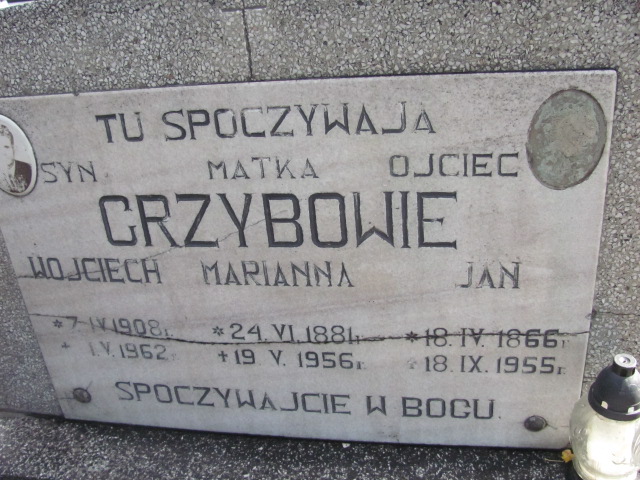 TU SPOCZYWAJĄ
SYN MATKA OJCIEC
GRZYBOWIE
WOJCIECH MARIANNA JAN
* 7.IV.1908r. * 24.VI.1881r * 18.IV.1866r
+ 1.V.1962r + 19 V. 1956r + 18.IX.1955r
SPOCZYWAJCIE W BOGU.